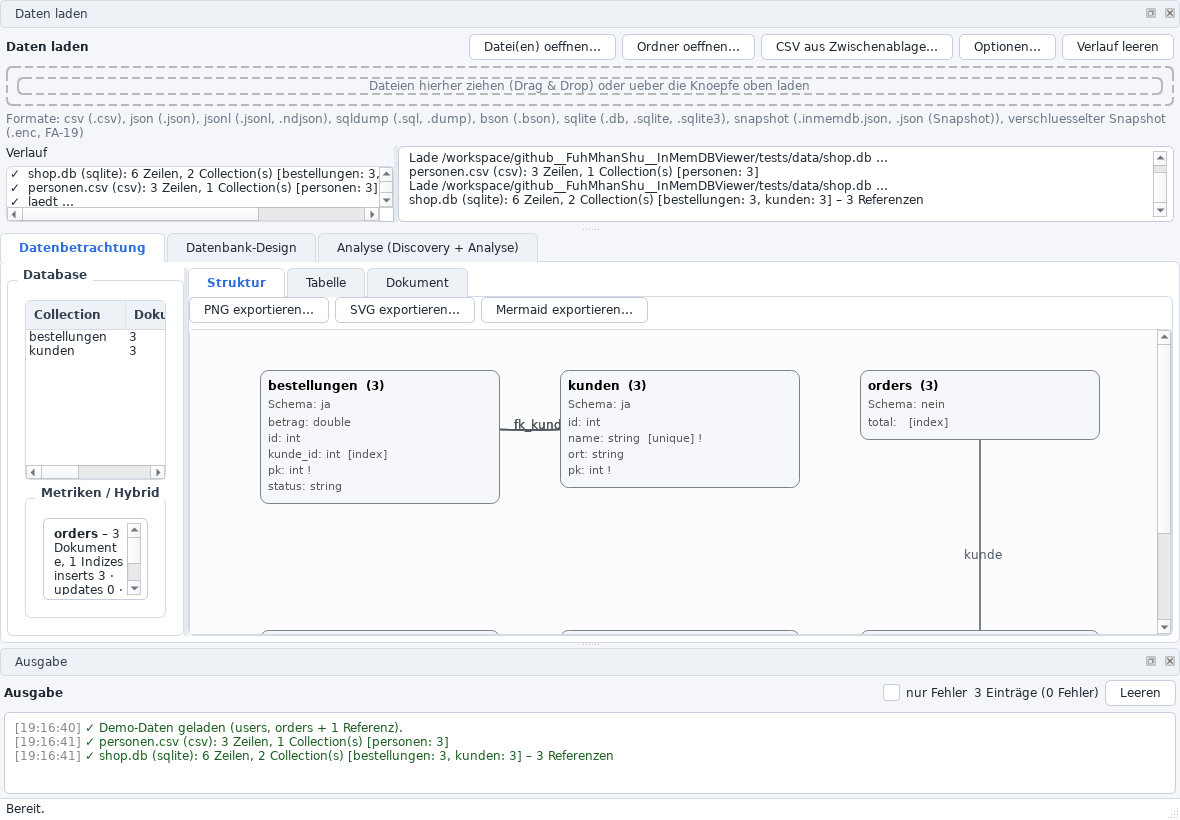 Daten laden
Daten laden
Datei(en) oeffnen...
Ordner oeffnen...
CSV aus Zwischenablage...
Optionen...
Verlauf leeren
Dateien hierher ziehen (Drag & Drop) oder ueber die Knoepfe oben laden
Formate: csv (.csv), json (.json), jsonl (.jsonl, .ndjson), sqldump (.sql, .dump), bson (.bson), sqlite (.db, .sqlite, .sqlite3), snapshot (.inmemdb.json, .json (Snapshot)), verschluesselter Snapshot
(.enc, FA-19)
Verlauf
✓ shop.db (sqlite): 6 Zeilen, 2 Collection(s) [bestellungen: 3,
✓ personen.csv (csv): 3 Zeilen, 1 Collection(s) [personen: 3]
✓ laedt ...
Lade /workspace/github__FuhMhanShu__InMemDBViewer/tests/data/shop.db ...
personen.csv (csv): 3 Zeilen, 1 Collection(s) [personen: 3]
Lade /workspace/github__FuhMhanShu__InMemDBViewer/tests/data/shop.db ...
shop.db (sqlite): 6 Zeilen, 2 Collection(s) [bestellungen: 3, kunden: 3] – 3 Referenzen
Datenbetrachtung
Datenbank-Design
Analyse (Discovery + Analyse)
Database
Collection
Doku
bestellungen 3
kunden 3
Metriken / Hybrid
orders – 3
Dokument
e, 1 Indizes
inserts 3 ·
updates 0 ·
Struktur
Tabelle
Dokument
PNG exportieren...
SVG exportieren...
Mermaid exportieren...
bestellungen (3)
Schema: ja
betrag: double
id: int
kunde_id: int [index]
pk: int !
status: string
fk_kund
kunden (3)
Schema: ja
id: int
name: string [unique] !
ort: string
pk: int !
orders (3)
Schema: nein
total: [index]
kunde
Ausgabe
Ausgabe
nur Fehler
3 Einträge (0 Fehler)
Leeren
[19:16:40] ✓ Demo-Daten geladen (users, orders + 1 Referenz).
[19:16:41] ✓ personen.csv (csv): 3 Zeilen, 1 Collection(s) [personen: 3]
[19:16:41] ✓ shop.db (sqlite): 6 Zeilen, 2 Collection(s) [bestellungen: 3, kunden: 3] – 3 Referenzen
Bereit.